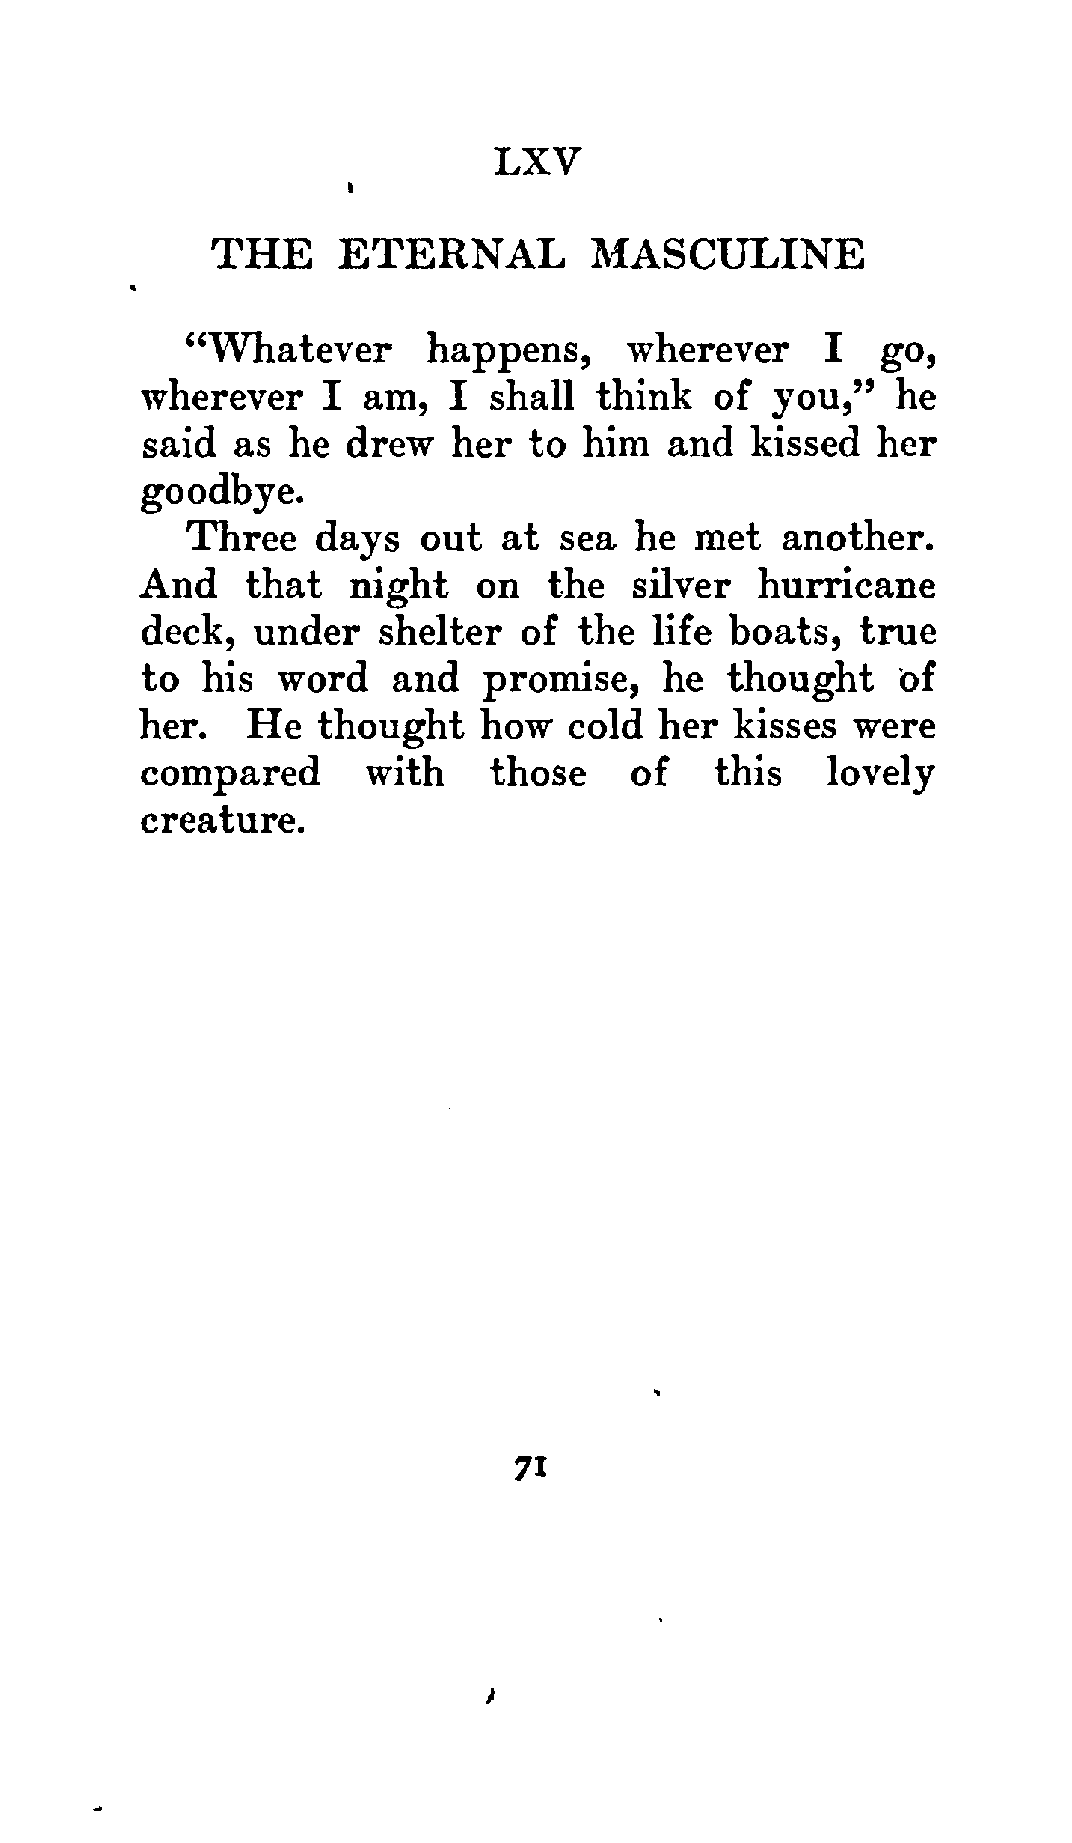 LXV
THE ETERNAL MASCULINE
“Whatever happens, wherever I go,
wherever I am, I shall think of you,” he
said as he drew her to him and kissed her
goodbye.
Three days out at sea he met another.
And that night on the silver hurricane
deck, under shelter of the life boats, true
to his word and promise, he thought of
her. He thought how cold her kisses were
compared with those of this lovely
creature.
71